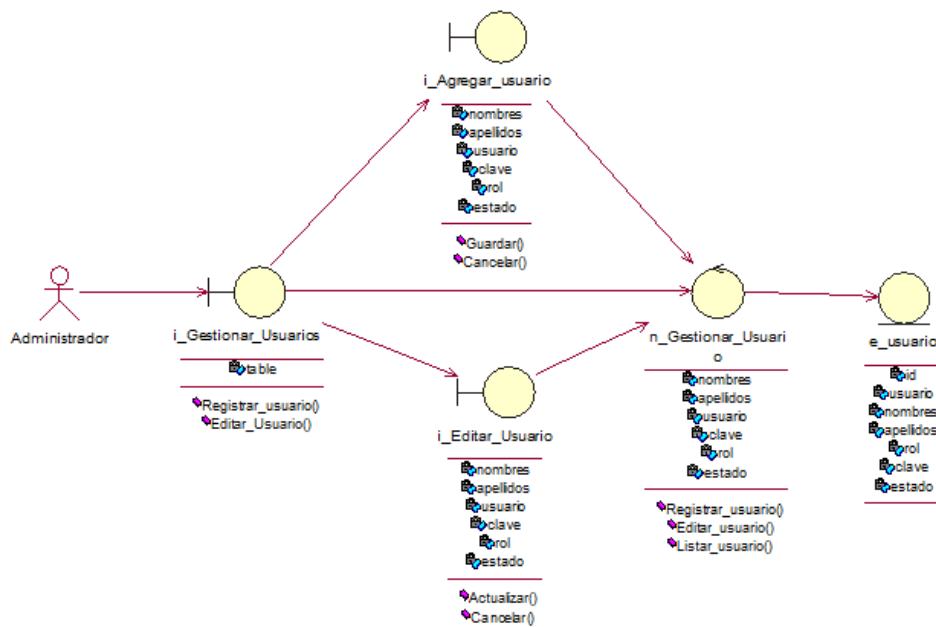 i_Agregar_usuario
nombres
apellidos
usuario
clave
rol
estado
Guardar()
Cancelar()
Administrador
i_Gestionar_Usuarios
table
Registrar_usuario()
Editar_Usuario()
i_Editar_Usuario
nombres
apellidos
usuario
clave
rol
estado
Actualizar()
Cancelar()
n_Gestionar_Usuari
o
nombres
apellidos
usuario
clave
rol
estado
Registrar_usuario()
Editar_usuario()
Listar_usuario()
e_usuario
id
usuario
nombres
apellidos
rol
clave
estado